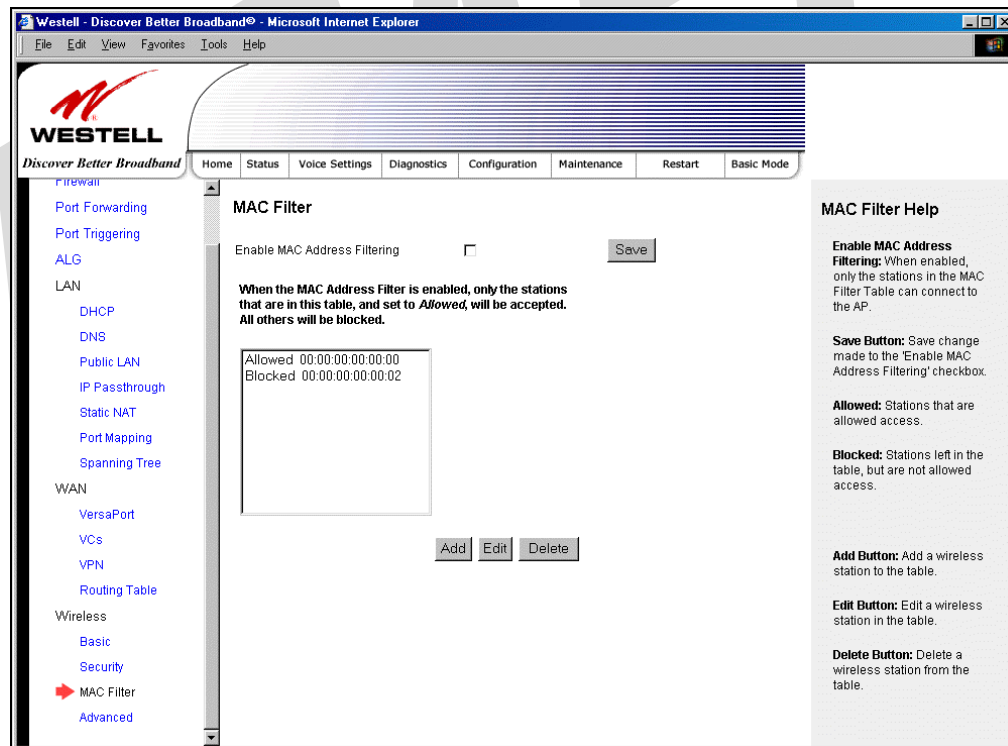 Westell - Discover Better Broadband® - Microsoft Internet Explorer
File Edit View Favorites Tools Help
WESTELL
Discover Better Broadband
Home Status Voice Settings Diagnostics Configuration Maintenance Restart Basic Mode
Firewall
Port Forwarding
Port Triggering
ALG
LAN
DHCP
DNS
Public LAN
IP Passthrough
Static NAT
Port Mapping
Spanning Tree
WAN
VersaPort
VCs
VPN
Routing Table
Wireless
Basic
Security
MAC Filter
Advanced
MAC Filter
Enable MAC Address Filtering
Save
When the MAC Address Filter is enabled, only the stations
that are in this table, and set to Allowed, will be accepted.
All others will be blocked.
Allowed 00:00:00:00:00:00
Blocked 00:00:00:00:00:02
Add Edit Delete
MAC Filter Help
Enable MAC Address
Filtering: When enabled,
only the stations in the MAC
Filter Table can connect to
the AP.
Save Button: Save change
made to the 'Enable MAC
Address Filtering' checkbox.
Allowed: Stations that are
allowed access.
Blocked: Stations left in the
table, but are not allowed
access.
Add Button: Add a wireless
station to the table.
Edit Button: Edit a wireless
station in the table.
Delete Button: Delete a
wireless station from the
table.